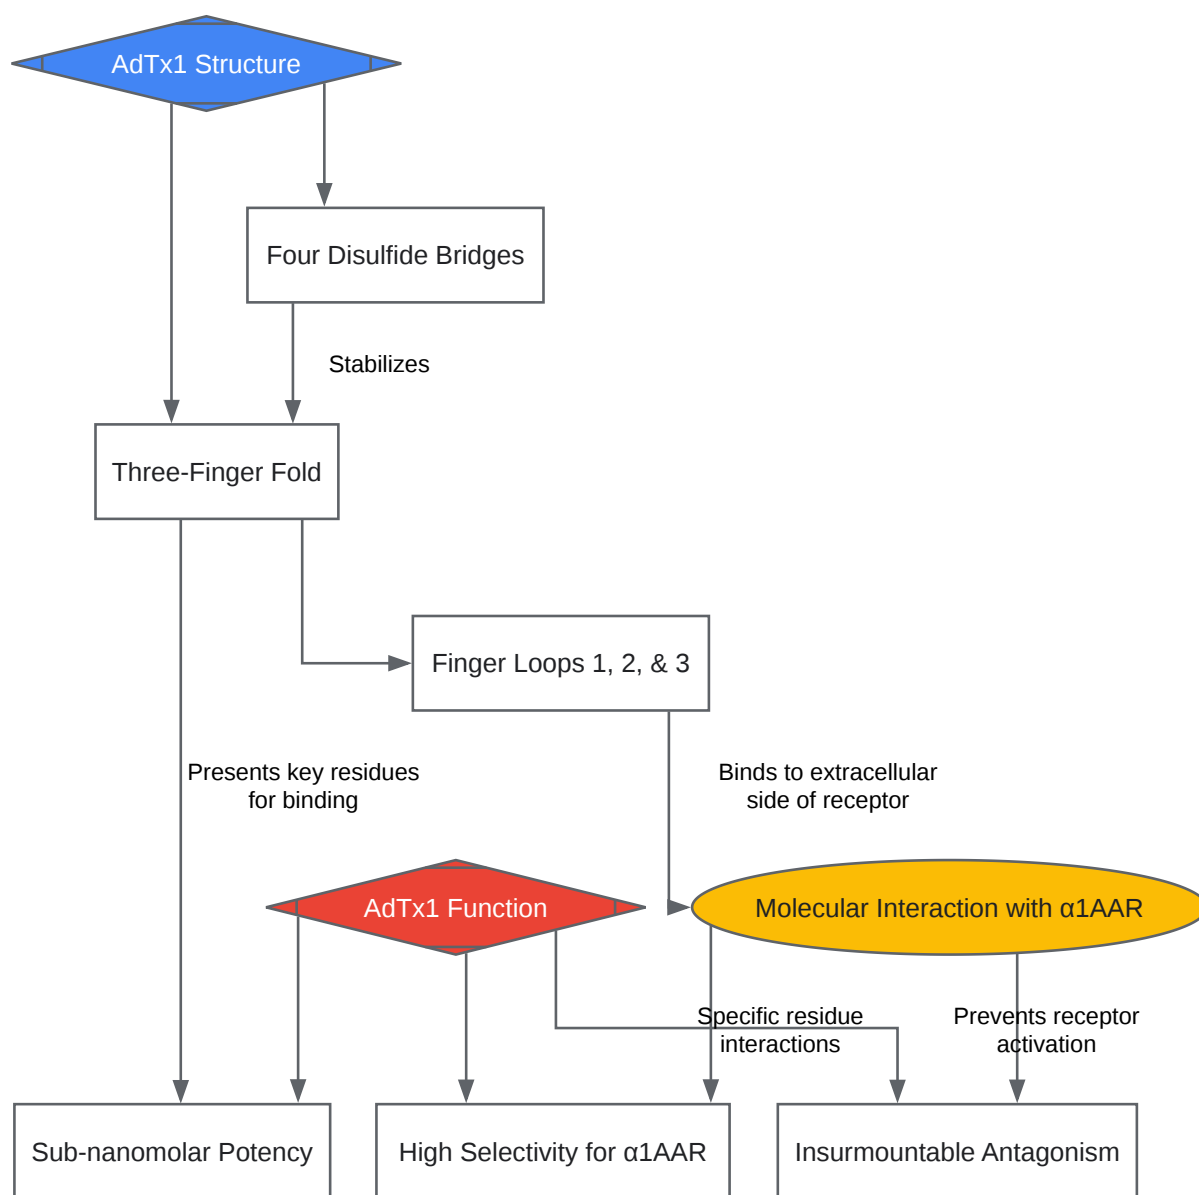 AdTx1 Structure
Four Disulfide Bridges
Stabilizes
Three-Finger Fold
Finger Loops 1, 2, & 3
Presents key residues
for binding
Binds to extracellular
side of receptor
AdTx1 Function
Molecular Interaction with α1AAR
Specific residue
interactions
Prevents receptor
activation
Sub-nanomolar Potency
High Selectivity for α1AAR
Insurmountable Antagonism